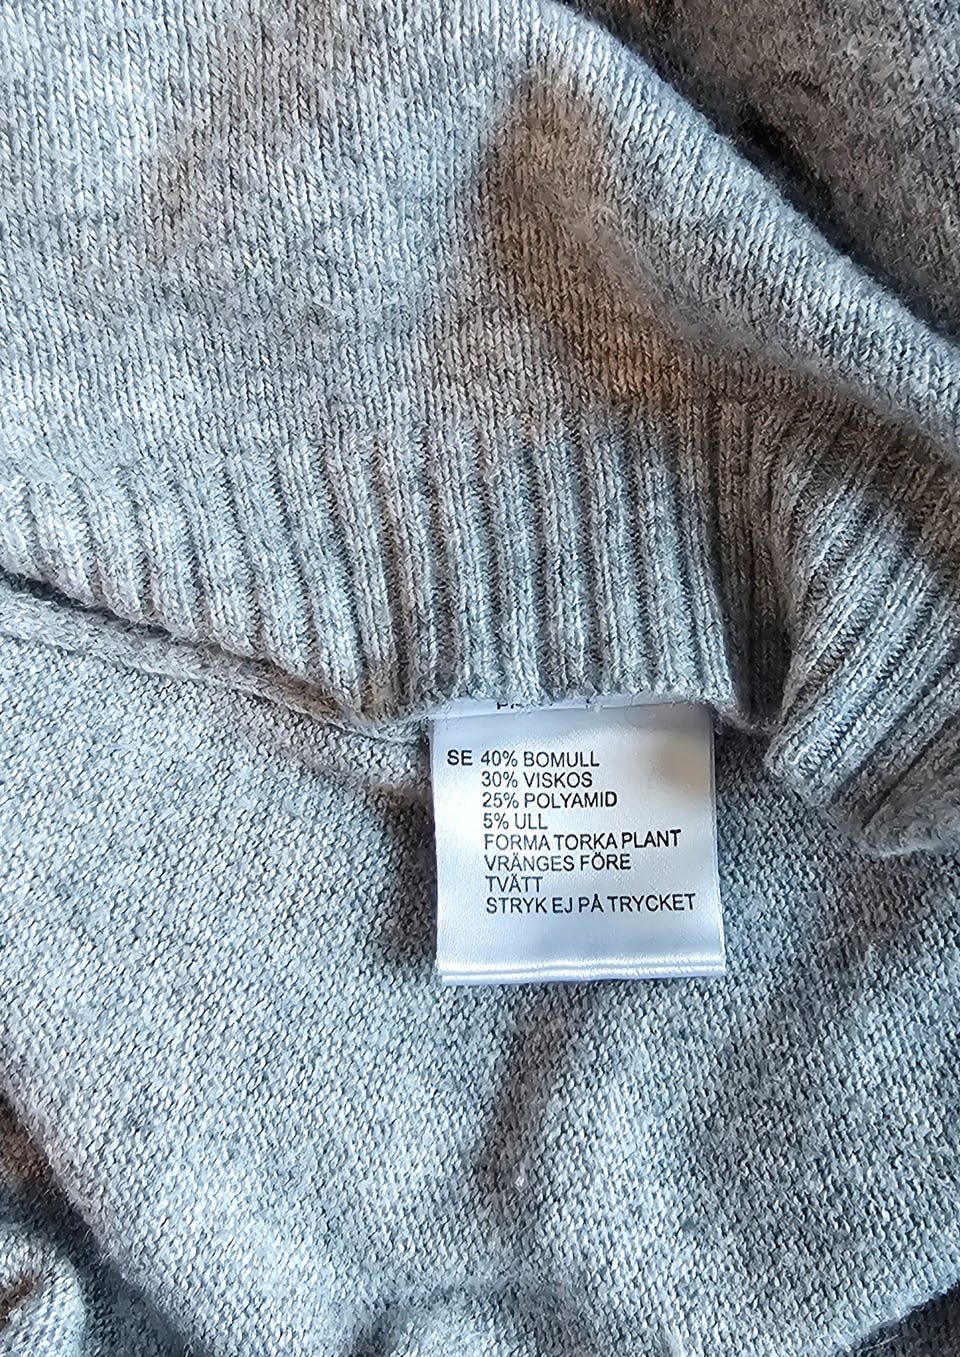 SE 40% BOMULL
30% VISKOS
25% POLYAMID
5% ULL
FORMA TORKA PLANT
VRÄNGES FÖRE
TVÄTT
STRYK EJ PÅ TRYCKET